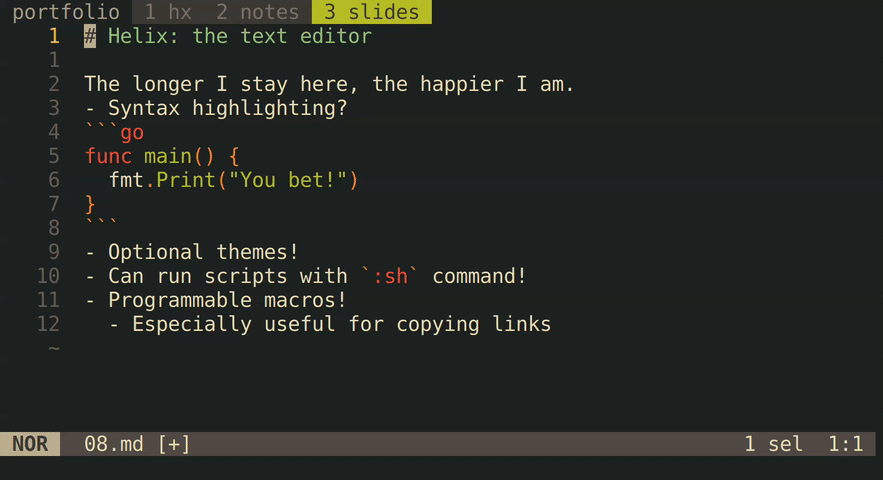 portfolio 1 hx 2 notes 3 slides
1 # Helix: the text editor
1
2 The longer I stay here, the happier I am.
3 - Syntax highlighting?
4 ```go
5 func main() {
6   fmt.Print("You bet!")
7 }
8 ```
9 - Optional themes!
10 - Can run scripts with `:sh` command!
11 - Programmable macros!
12   - Especially useful for copying links
~
NOR 08.md [+] 1 sel 1:1